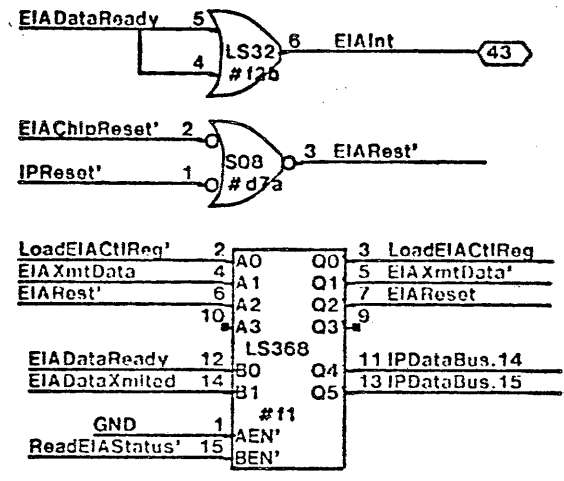 EIADataReady 5
LS32 6 EIAInt 43
4
#f2b
EIAChipReset' 2
S08 3 EIARest'
IPReset' 1
#d7a
LoadEIACtlReg' 2 A0 Q0 3 LoadEIACtlReg
EIAXmtData 4 A1 Q1 5 EIAXmtData'
EIARest' 6 A2 Q2 7 EIAReset
10 A3 Q3 9
LS368
EIADataReady 12 B0 Q4 11 IPDataBus.14
EIADataXmited 14 B1 Q5 13 IPDataBus.15
#f1
GND 1 AEN'
ReadEIAStatus' 15 BEN'